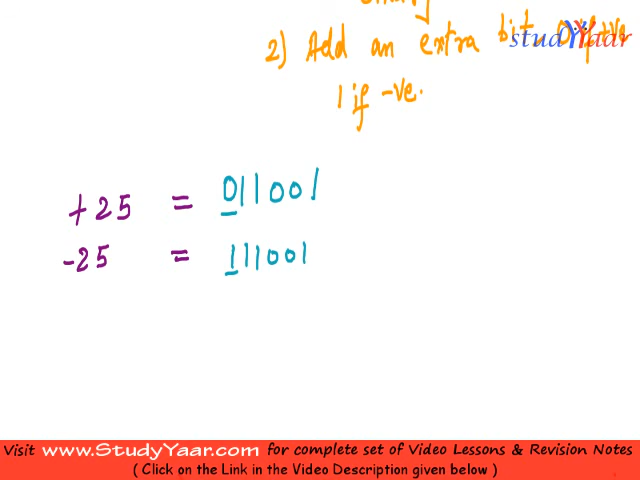 2) Add an extra bit, 0 if +ve
studYYaar
1 if -ve.
+25 = 011001
-25 = 111001
Visit www.StudyYaar.com for complete set of Video Lessons & Revision Notes
( Click on the Link in the Video Description given below )